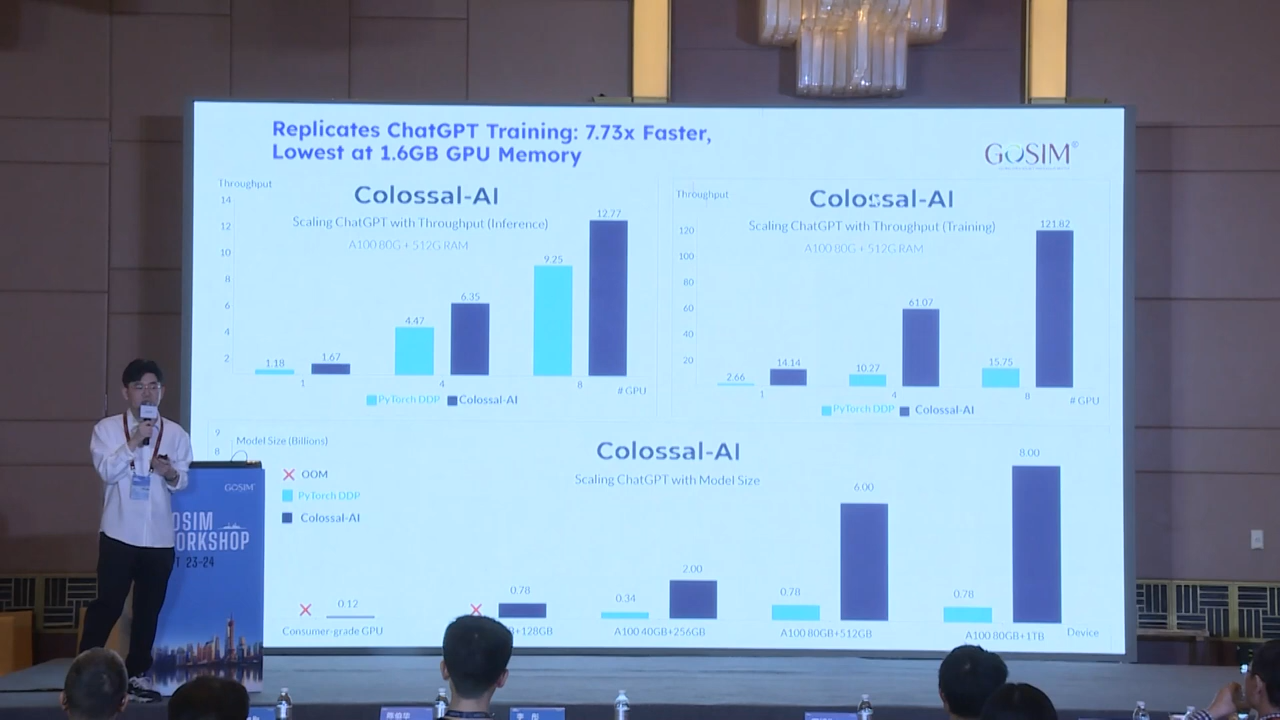 Replicates ChatGPT Training: 7.73x Faster,
Lowest at 1.6GB GPU Memory
GOSIM
Throughput
Colossal-AI
Scaling ChatGPT with Throughput (Inference)
A100 80G + 512G RAM
14
12
10
8
6
4
2
1.18
1.67
4.47
6.35
9.25
12.77
1
4
8
# GPU
PyTorch DDP
Colossal-AI
Throughput
Colossal-AI
Scaling ChatGPT with Throughput (Training)
A100 80G + 512G RAM
120
100
80
60
40
20
2.66
14.14
10.27
61.07
15.75
121.82
1
4
8
# GPU
PyTorch DDP
Colossal-AI
9
8
Model Size (Billions)
Colossal-AI
Scaling ChatGPT with Model Size
OOM
PyTorch DDP
Colossal-AI
0.12
0.78
0.34
2.00
0.78
6.00
0.78
8.00
Consumer-grade GPU
+128GB
A100 40GB+256GB
A100 80GB+512GB
A100 80GB+1TB
Device
GOSIM
OSIM
ORKSHOP
T 23-24